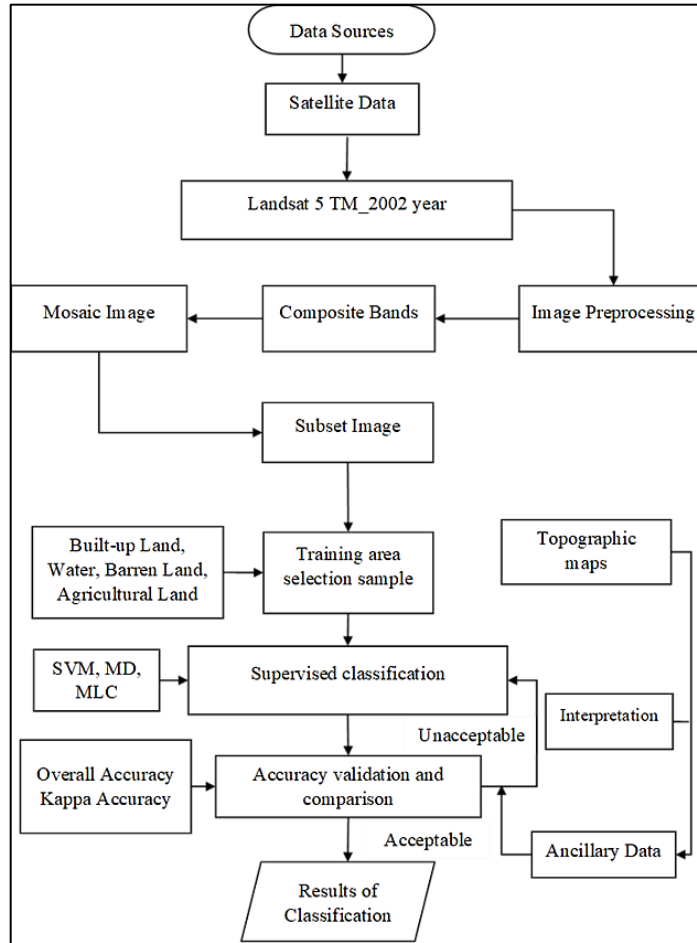 Data Sources
Satellite Data
Landsat 5 TM_2002 year
Mosaic Image
Composite Bands
Image Preprocessing
Subset Image
Built-up Land,
Water, Barren Land,
Agricultural Land
Training area
selection sample
Topographic
maps
SVM, MD,
MLC
Supervised classification
Interpretation
Unacceptable
Overall Accuracy
Kappa Accuracy
Accuracy validation and
comparison
Acceptable
Ancillary Data
Results of
Classification